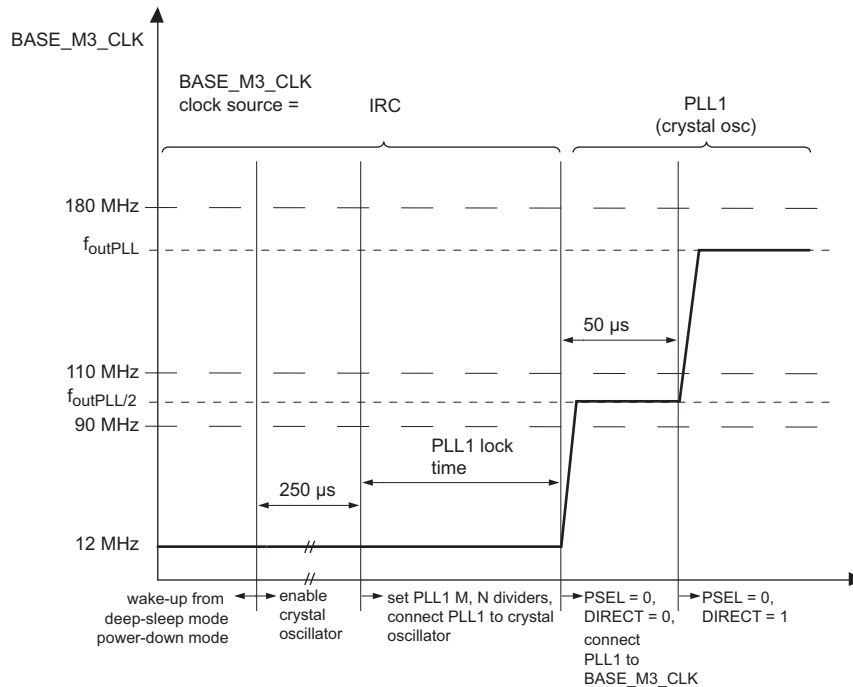 BASE_M3_CLK
BASE_M3_CLK
clock source =
IRC
PLL1
(crystal osc)
180 MHz
foutPLL
50 μs
110 MHz
foutPLL/2
90 MHz
PLL1 lock
time
250 μs
12 MHz
wake-up from
deep-sleep mode
power-down mode
enable
crystal
oscillator
set PLL1 M, N dividers,
connect PLL1 to crystal
oscillator
PSEL = 0,
DIRECT = 0,
connect
PLL1 to
BASE_M3_CLK
PSEL = 0,
DIRECT = 1